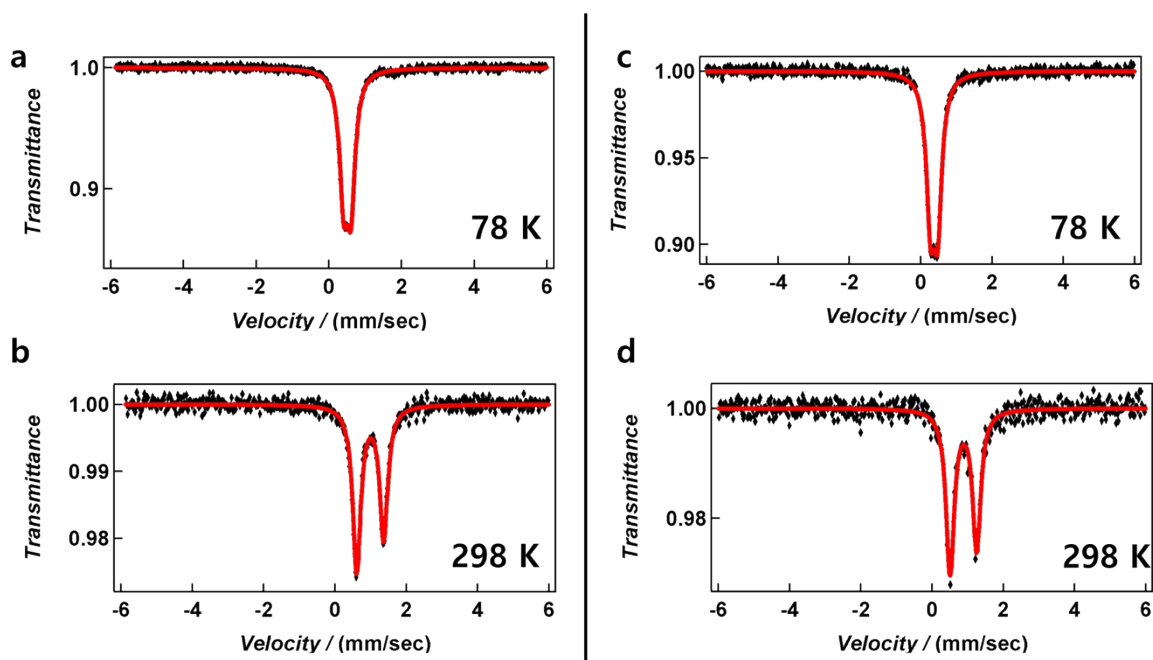 a
1.0
0.9
Transmittance
78 K
-6 -4 -2 0 2 4 6
Velocity / (mm/sec)
b
1.00
0.99
0.98
Transmittance
298 K
-6 -4 -2 0 2 4 6
Velocity / (mm/sec)
c
1.00
0.95
0.90
Transmittance
78 K
-6 -4 -2 0 2 4 6
Velocity / (mm/sec)
d
1.00
0.98
Transmittance
298 K
-6 -4 -2 0 2 4 6
Velocity / (mm/sec)